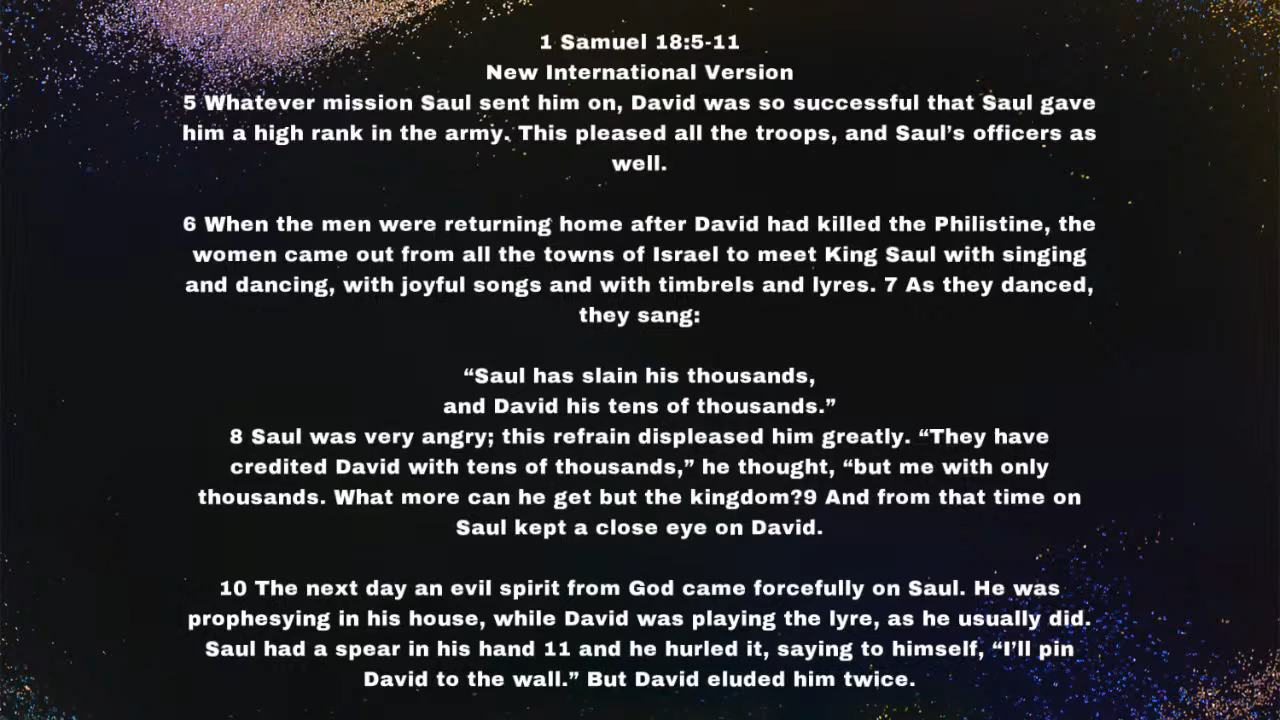 1 Samuel 18:5-11
New International Version
5 Whatever mission Saul sent him on, David was so successful that Saul gave
him a high rank in the army. This pleased all the troops, and Saul’s officers as
well.
6 When the men were returning home after David had killed the Philistine, the
women came out from all the towns of Israel to meet King Saul with singing
and dancing, with joyful songs and with timbrels and lyres. 7 As they danced,
they sang:
“Saul has slain his thousands,
and David his tens of thousands.”
8 Saul was very angry; this refrain displeased him greatly. “They have
credited David with tens of thousands,” he thought, “but me with only
thousands. What more can he get but the kingdom?9 And from that time on
Saul kept a close eye on David.
10 The next day an evil spirit from God came forcefully on Saul. He was
prophesying in his house, while David was playing the lyre, as he usually did.
Saul had a spear in his hand 11 and he hurled it, saying to himself, “I’ll pin
David to the wall.” But David eluded him twice.